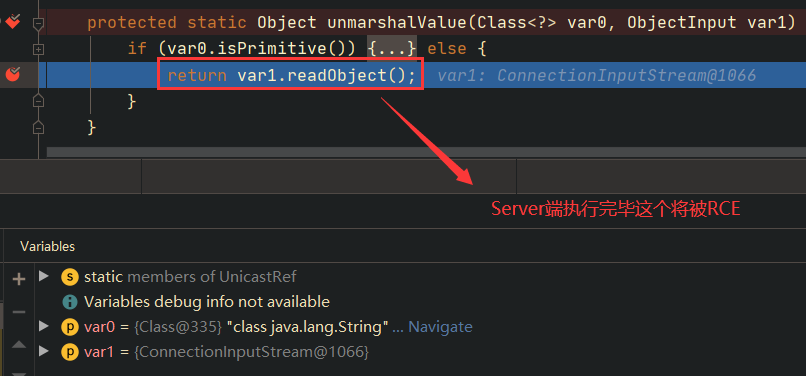 protected static Object unmarshalValue(Class<?> var0, ObjectInput var1)
if (var0.isPrimitive()) {...} else {
return var1.readObject(); var1: ConnectionInputStream@1066
}
}
Server端执行完毕这个将被RCE
Variables
static members of UnicastRef
Variables debug info not available
var0 = {Class@335} "class java.lang.String" ... Navigate
var1 = {ConnectionInputStream@1066}